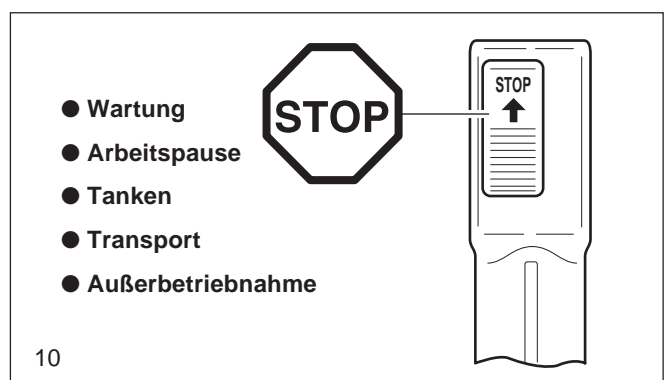 ● Wartung
● Arbeitspause
● Tanken
● Transport
● Außerbetriebnahme
STOP
STOP
10